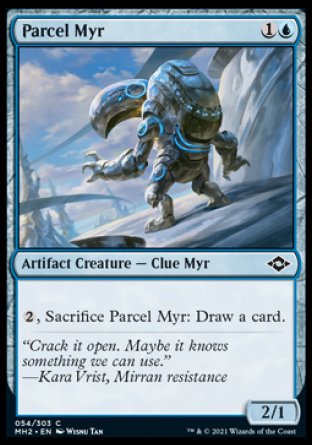 Parcel Myr 1
Artifact Creature — Clue Myr
2, Sacrifice Parcel Myr: Draw a card.
“Crack it open. Maybe it knows
something we can use.”
—Kara Vrist, Mirran resistance
2/1
054/303 C
MH2 • EN Wisnu Tan
™ & © 2021 Wizards of the Coast